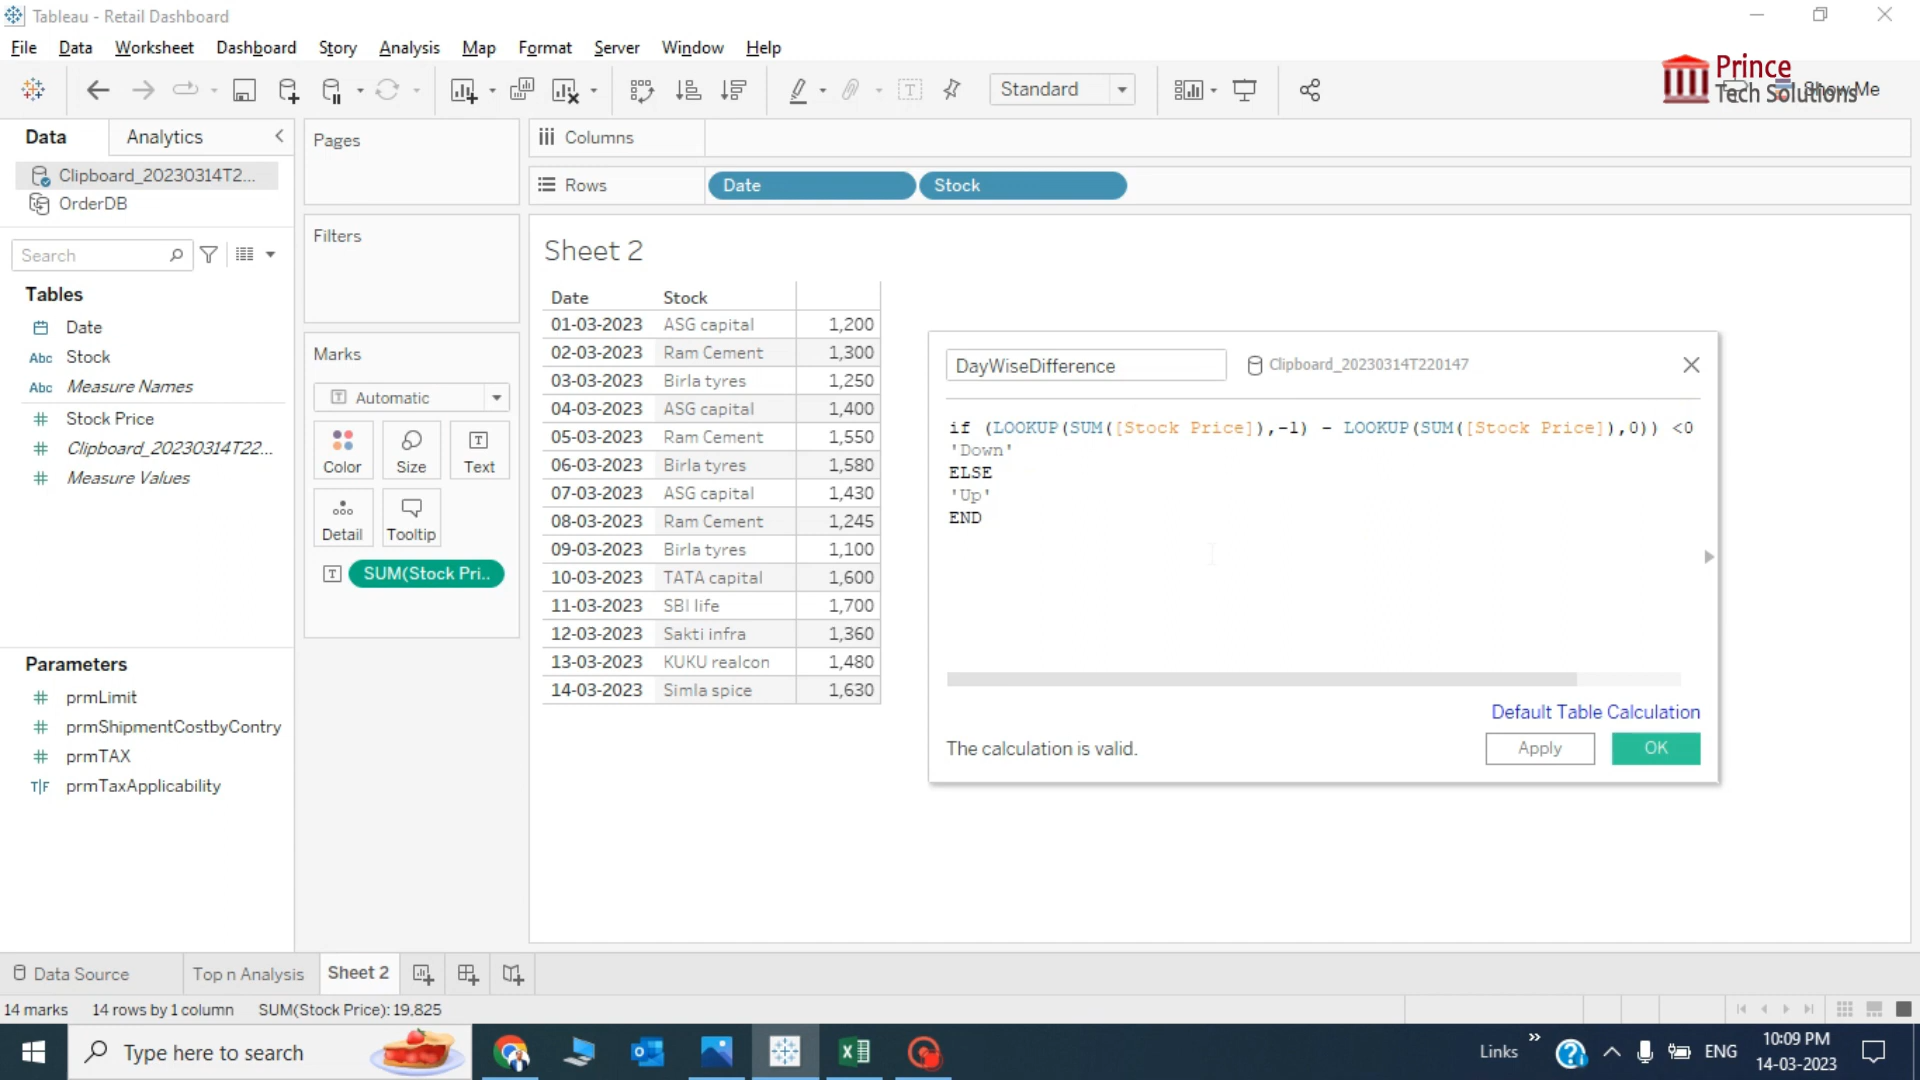 Tableau - Retail Dashboard
File Data Worksheet Dashboard Story Analysis Map Format Server Window Help
Standard
Show Me
Prince
Tech Solutions
Data Analytics
Clipboard_20230314T2...
OrderDB
Search
Tables
Date
Abc Stock
Abc Measure Names
Stock Price
Clipboard_20230314T22...
Measure Values
Parameters
prmLimit
prmShipmentCostbyContry
prmTAX
T|F prmTaxApplicability
Pages
Filters
Marks
Automatic
Color Size Text
Detail Tooltip
SUM(Stock Pri..
Columns
Rows Date Stock
Sheet 2
Date Stock
01-03-2023 ASG capital 1,200
02-03-2023 Ram Cement 1,300
03-03-2023 Birla tyres 1,250
04-03-2023 ASG capital 1,400
05-03-2023 Ram Cement 1,550
06-03-2023 Birla tyres 1,580
07-03-2023 ASG capital 1,430
08-03-2023 Ram Cement 1,245
09-03-2023 Birla tyres 1,100
10-03-2023 TATA capital 1,600
11-03-2023 SBI life 1,700
12-03-2023 Sakti infra 1,360
13-03-2023 KUKU realcon 1,480
14-03-2023 Simla spice 1,630
DayWiseDifference Clipboard_20230314T220147
if (LOOKUP(SUM([Stock Price]),-1) - LOOKUP(SUM([Stock Price]),0)) <0
'Down'
ELSE
'Up'
END
Default Table Calculation
The calculation is valid. Apply OK
Data Source Top n Analysis Sheet 2
14 marks 14 rows by 1 column SUM(Stock Price): 19,825
Type here to search
Links » ENG
10:09 PM
14-03-2023